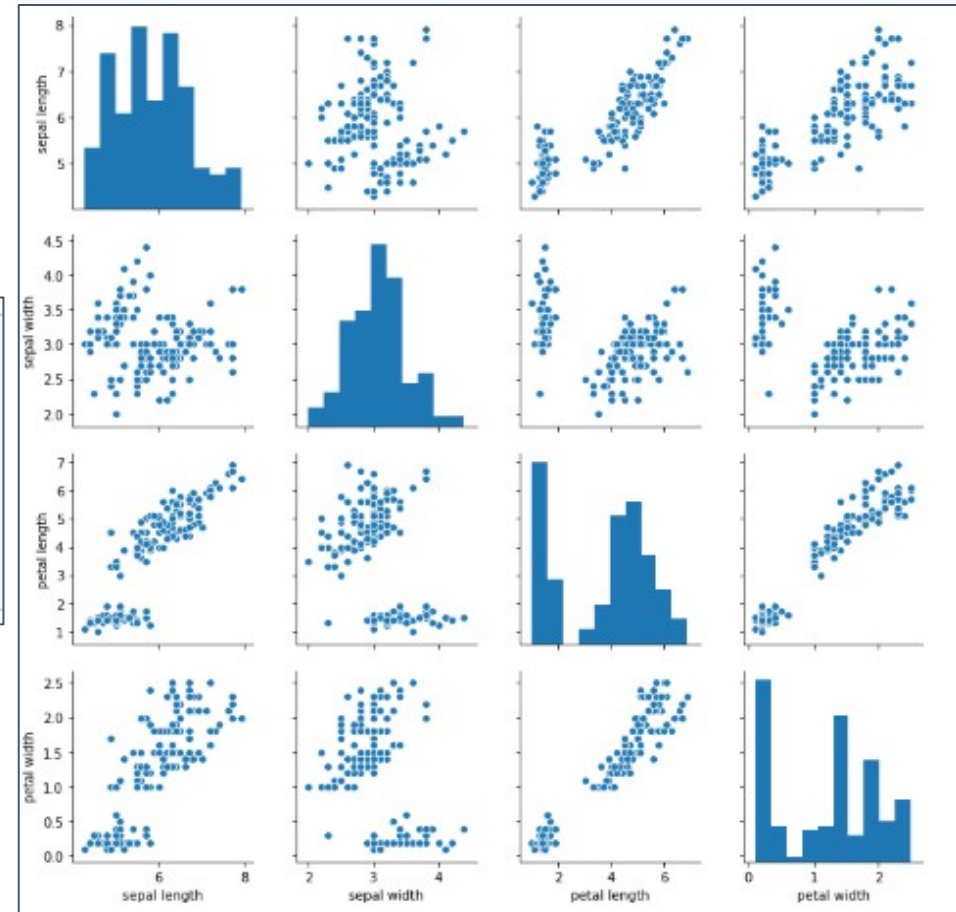 8
7
6
5
sepal length
4.5
4.0
3.5
3.0
2.5
2.0
sepal width
7
6
5
4
3
2
1
petal length
2.5
2.0
1.5
1.0
0.5
0.0
petal width
6 8
sepal length
2 3 4
sepal width
2 4 6
petal length
0 1 2
petal width